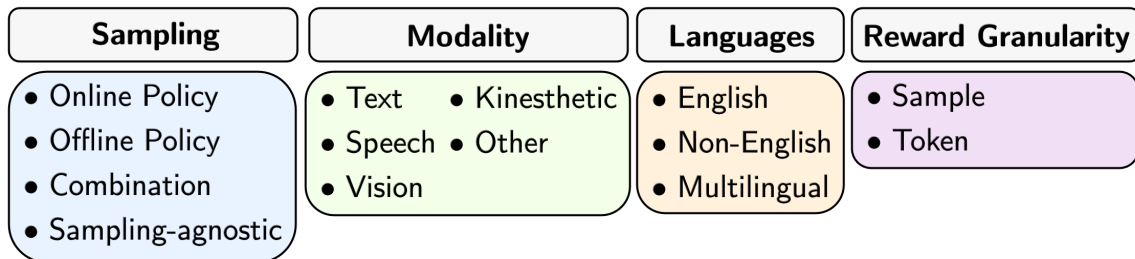 Sampling
• Online Policy
• Offline Policy
• Combination
• Sampling-agnostic
Modality
• Text • Kinesthetic
• Speech • Other
• Vision
Languages
• English
• Non-English
• Multilingual
Reward Granularity
• Sample
• Token